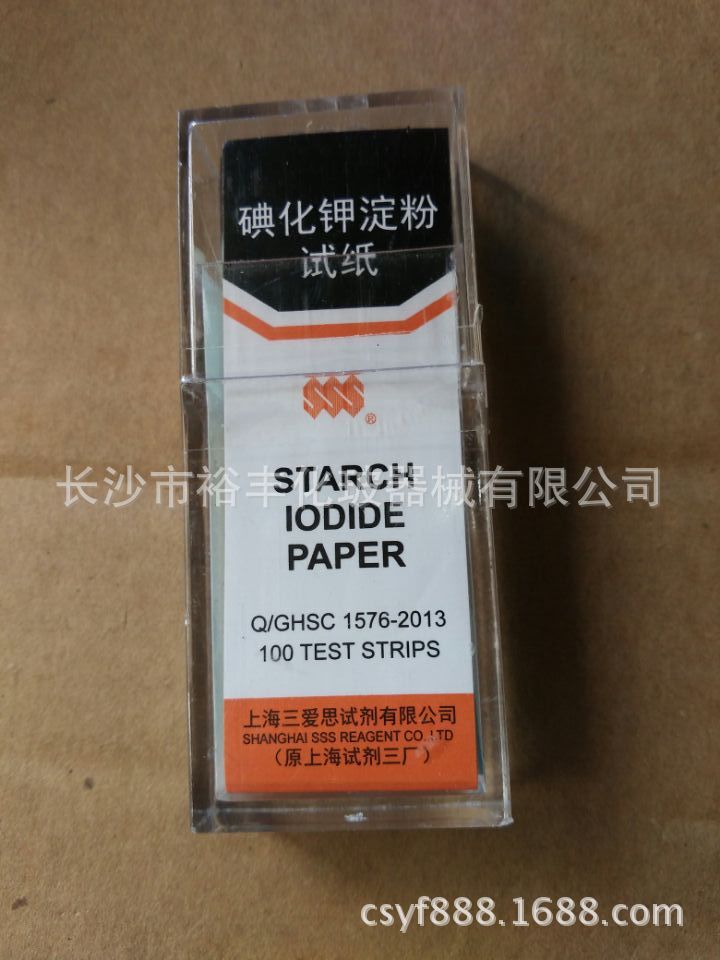 碘化钾淀粉
试纸
SSS
®
STARCH
长沙市裕丰化玻器械有限公司
IODIDE
PAPER
Q/GHSC 1576-2013
100 TEST STRIPS
上海三爱思试剂有限公司
SHANGHAI SSS REAGENT CO.,LTD
（原上海试剂三厂）
csyf888.1688.com